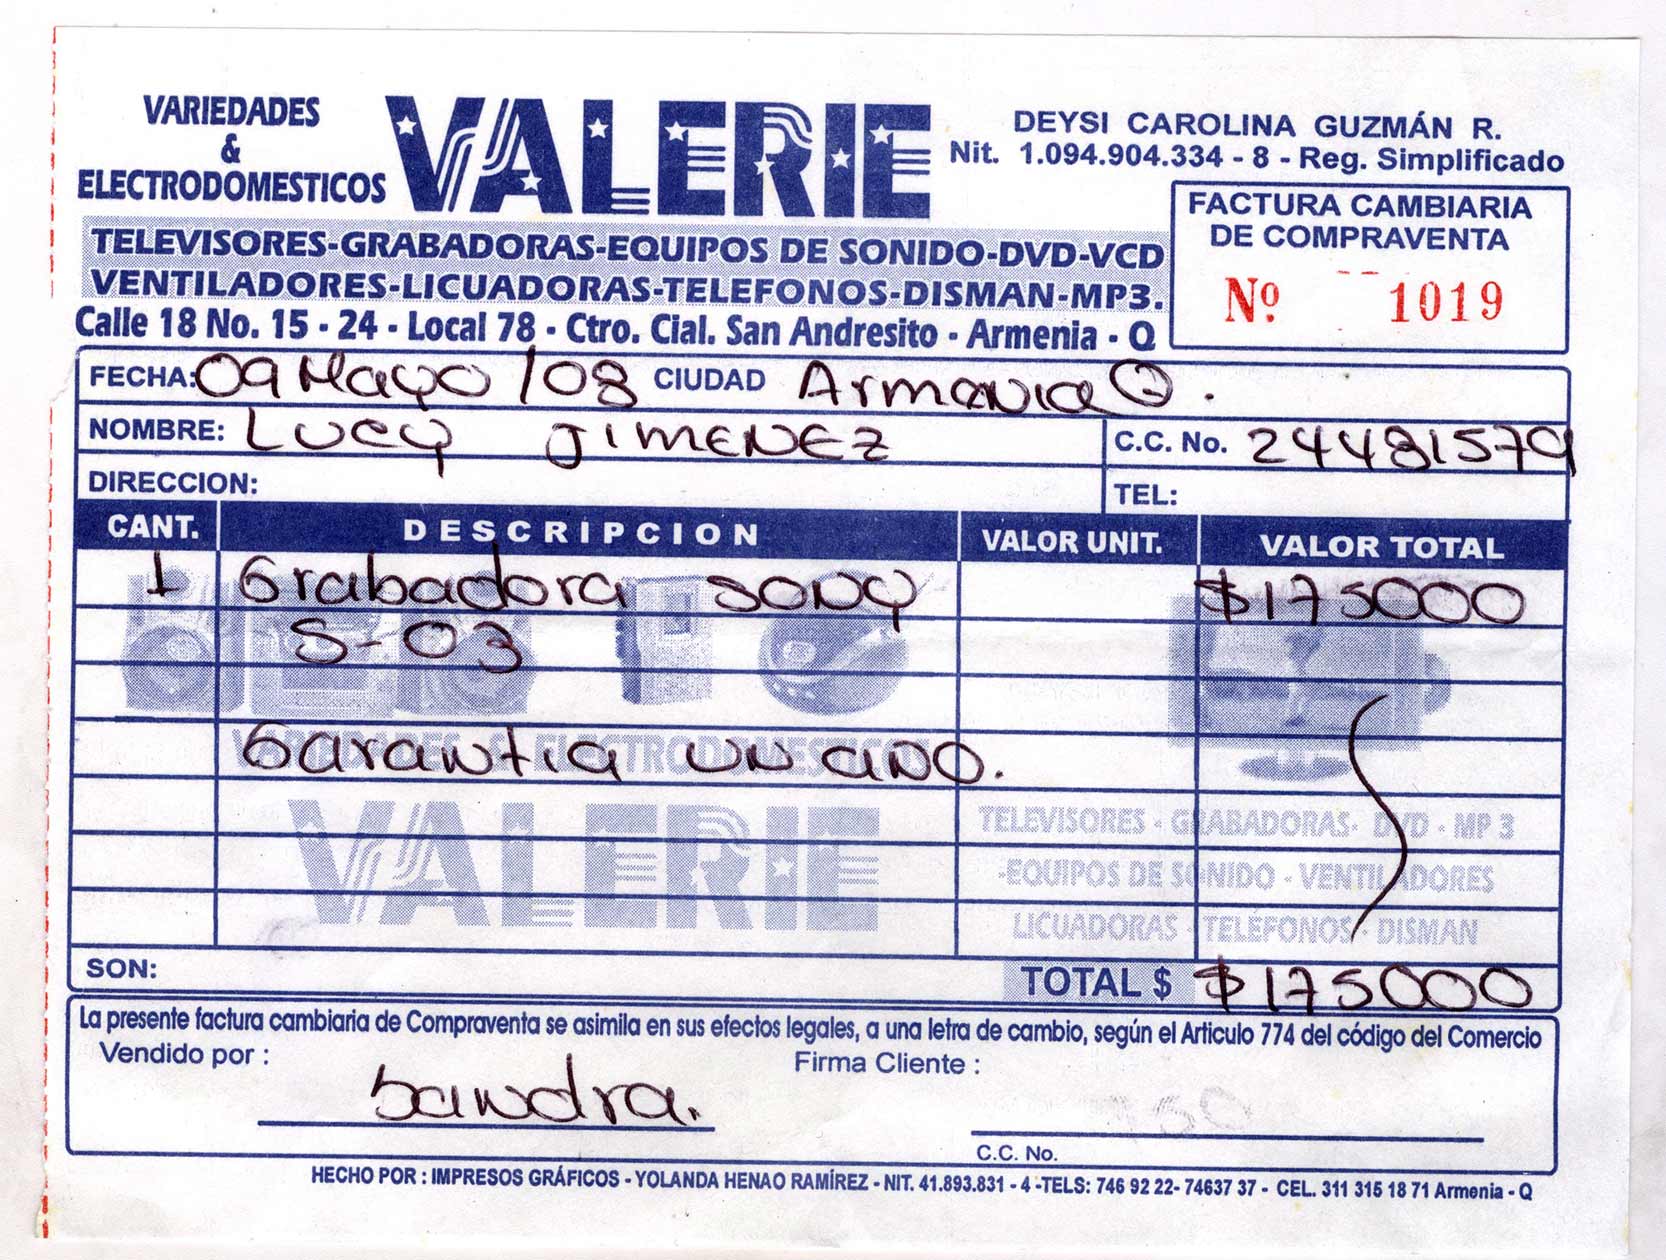 VARIEDADES
&
ELECTRODOMESTICOS
VALERIE
DEYSI CAROLINA GUZMÁN R.
Nit. 1.094.904.334 - 8 - Reg. Simplificado
TELEVISORES-GRABADORAS-EQUIPOS DE SONIDO-DVD-VCD
VENTILADORES-LICUADORAS-TELEFONOS-DISMAN-MP3.
Calle 18 No. 15 - 24 - Local 78 - Ctro. Cial. San Andresito - Armenia - Q
FACTURA CAMBIARIA
DE COMPRAVENTA
Nº 1019
FECHA: 09 Mayo /08 CIUDAD Armenia Q.
NOMBRE: LUCY JIMENEZ C.C. No. 24481579
DIRECCION: TEL:
CANT. DESCRIPCION VALOR UNIT. VALOR TOTAL
1 Grabadora SONY $175000
S-03
Garantia un año.
VARIEDADES & ELECTRODOMESTICOS
VALERIE
TELEVISORES - GRABADORAS- DVD - MP 3
-EQUIPOS DE SONIDO - VENTILADORES
LICUADORAS - TELÉFONOS - DISMAN
SON: TOTAL $ $175000
La presente factura cambiaria de Compraventa se asimila en sus efectos legales, a una letra de cambio, según el Articulo 774 del código del Comercio
Vendido por : Firma Cliente :
Sandra.
C.C. No.
HECHO POR : IMPRESOS GRÁFICOS - YOLANDA HENAO RAMÍREZ - NIT. 41.893.831 - 4 -TELS: 746 92 22- 74637 37 - CEL. 311 315 18 71 Armenia - Q